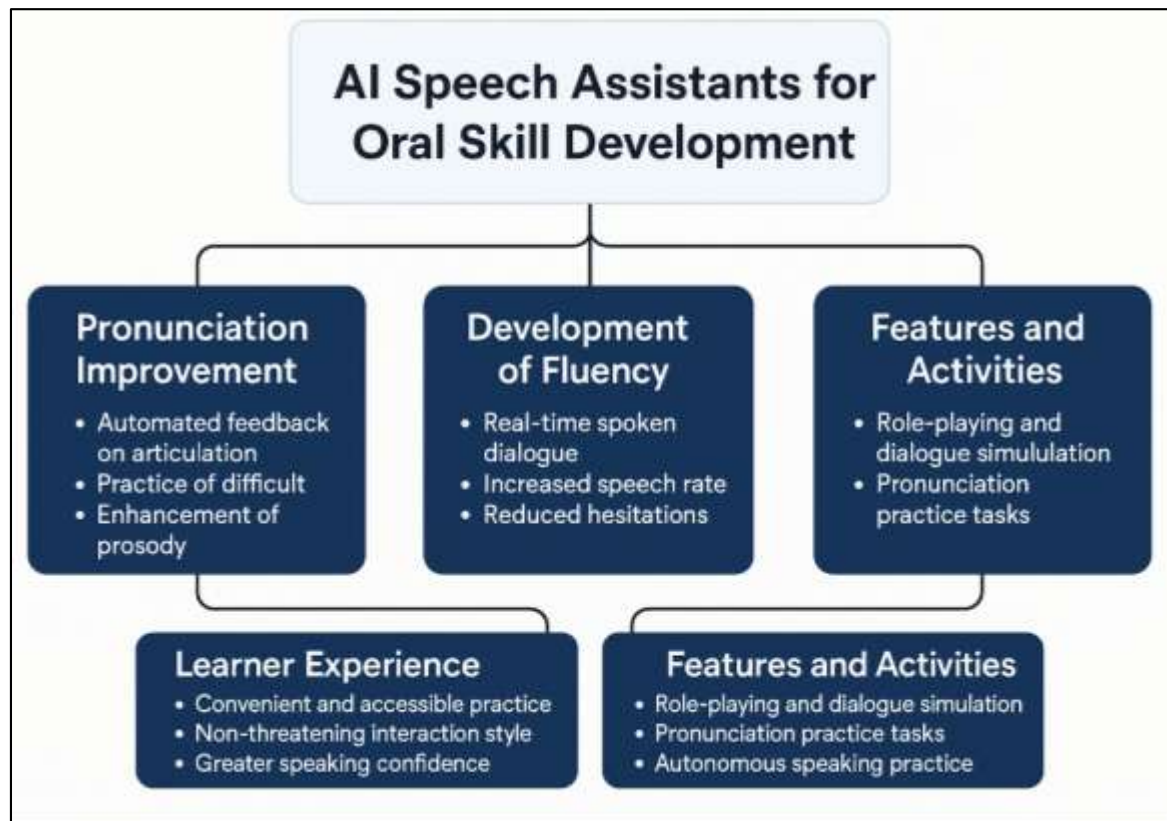 AI Speech Assistants for
Oral Skill Development
Pronunciation
Improvement
• Automated feedback
on articulation
• Practice of difficult
• Enhancement of
prosody
Development
of Fluency
• Real-time spoken
dialogue
• Increased speech rate
• Reduced hesitations
Features and
Activities
• Role-playing and
dialogue simululation
• Pronunciation
practice tasks
Learner Experience
• Convenient and accessible practice
• Non-threatening interaction style
• Greater speaking confidence
Features and Activities
• Role-playing and dialogue simulation
• Pronunciation practice tasks
• Autonomous speaking practice